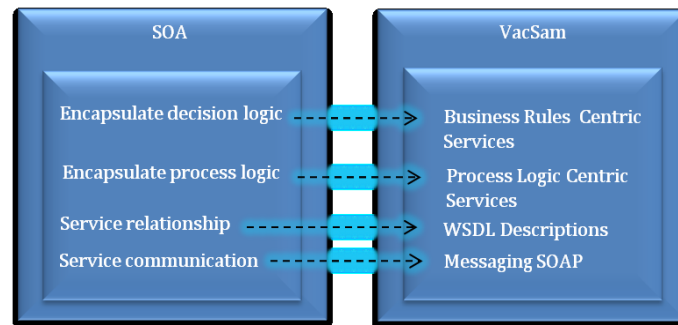 SOA
Encapsulate decision logic
Encapsulate process logic
Service relationship
Service communication
VacSam
Business Rules Centric
Services
Process Logic Centric
Services
WSDL Descriptions
Messaging SOAP